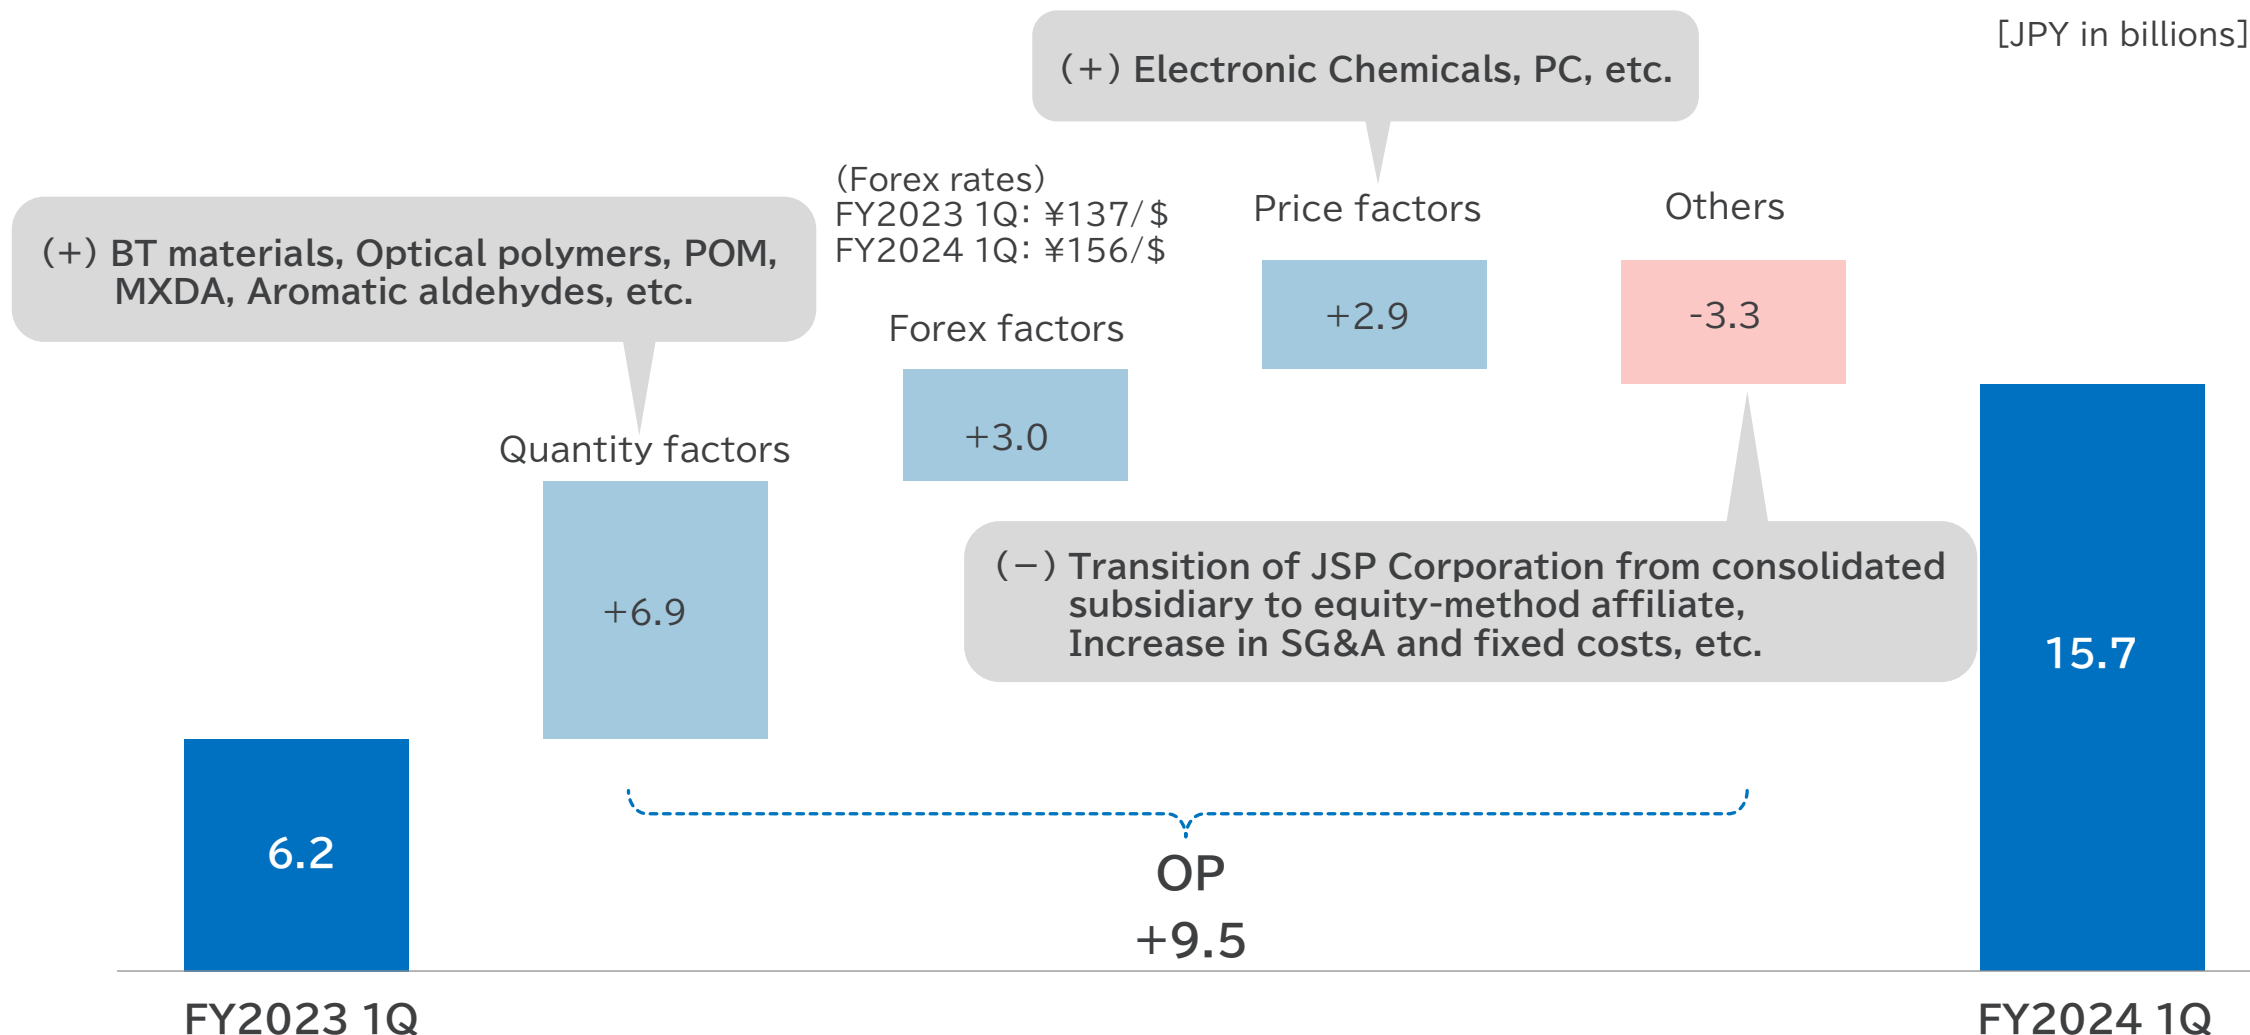 [JPY in billions]
(+) Electronic Chemicals, PC, etc.
(Forex rates)
FY2023 1Q: ¥137/$
FY2024 1Q: ¥156/$
Price factors
Others
(+) BT materials, Optical polymers, POM,
MXDA, Aromatic aldehydes, etc.
+2.9
-3.3
Forex factors
+3.0
Quantity factors
+6.9
(−) Transition of JSP Corporation from consolidated
subsidiary to equity-method affiliate,
Increase in SG&A and fixed costs, etc.
15.7
6.2
OP
+9.5
FY2023 1Q
FY2024 1Q